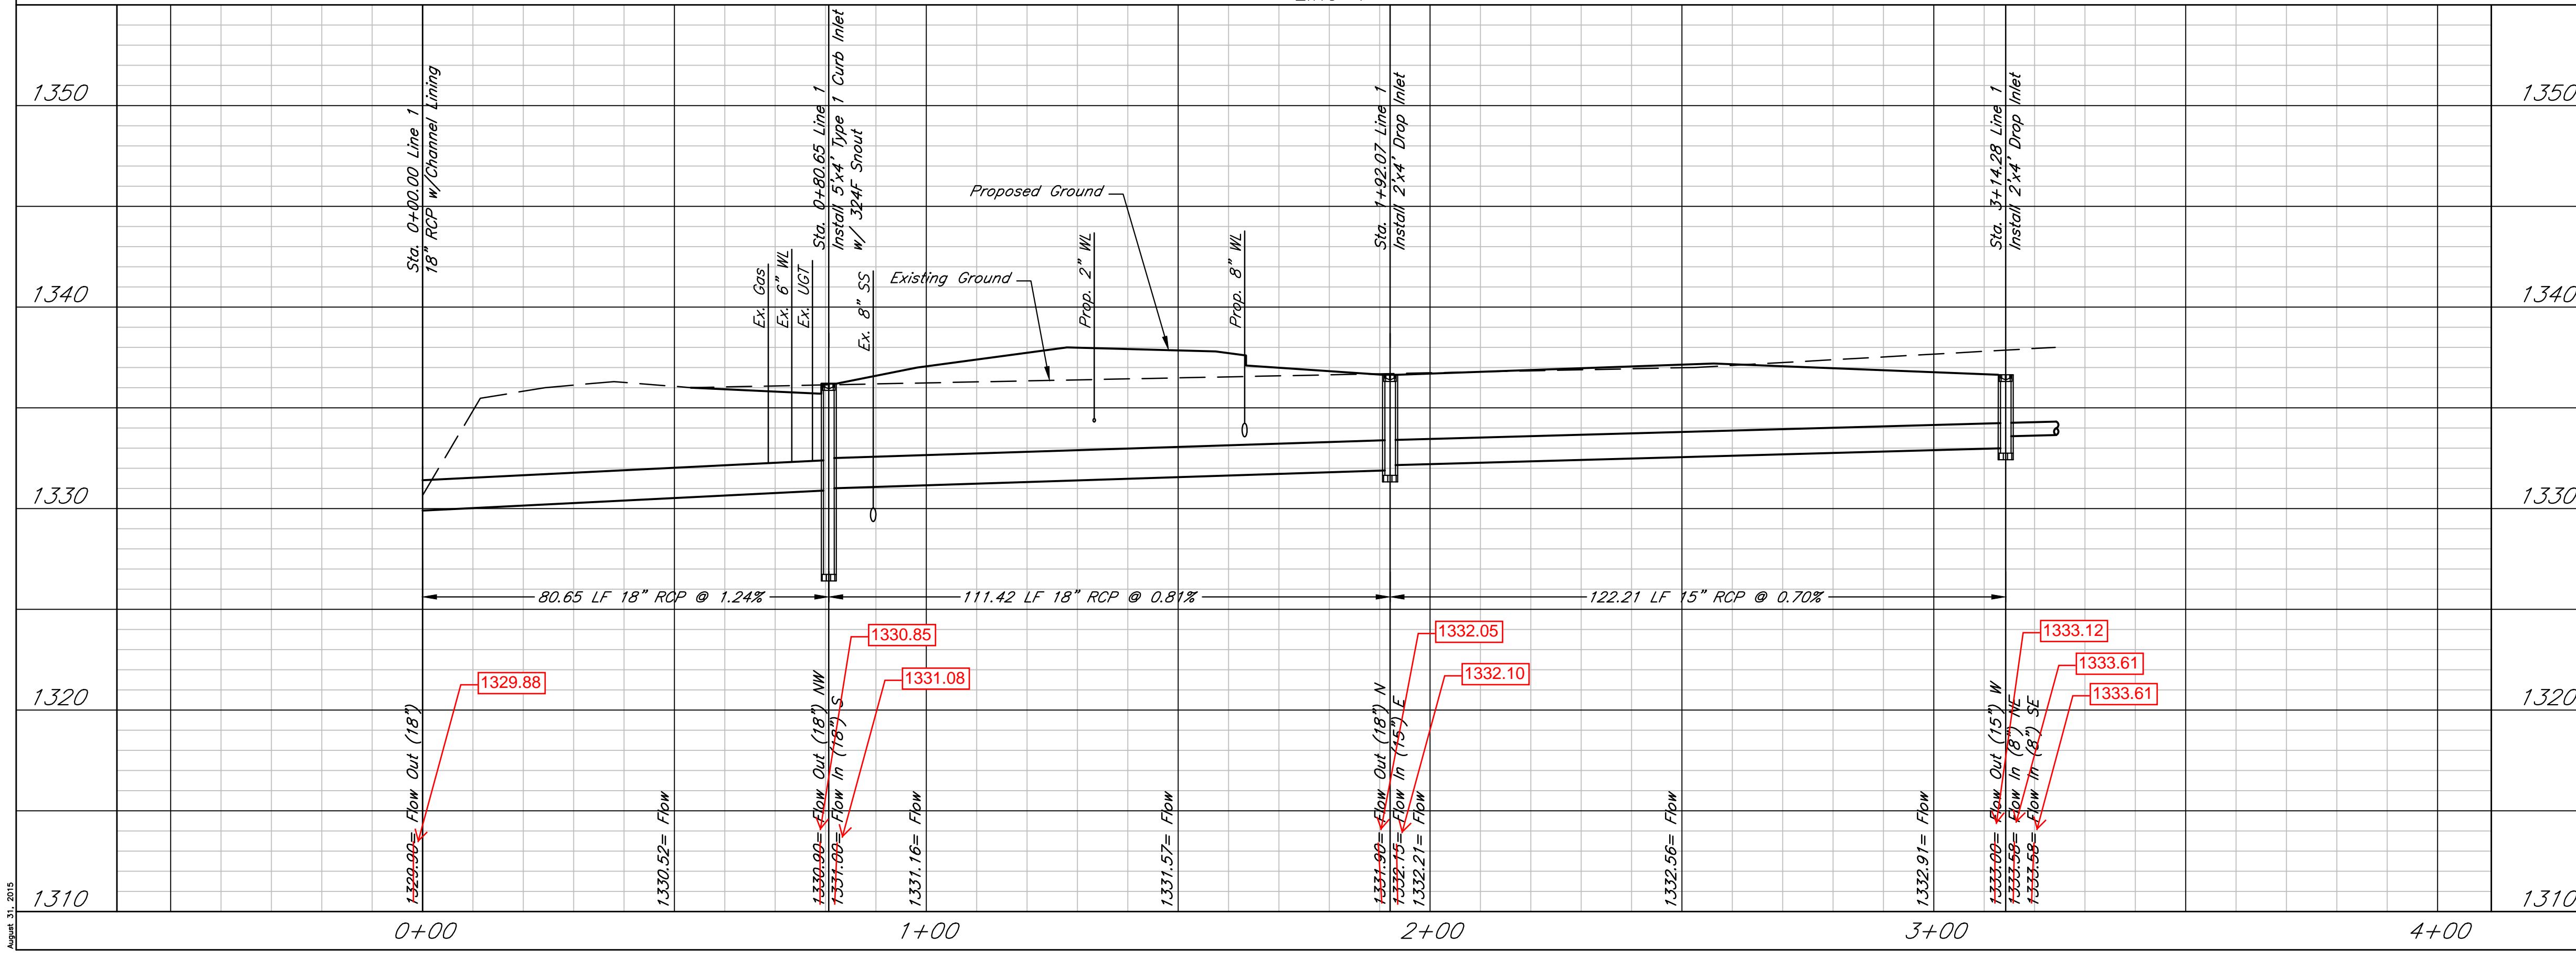 1350
1340
1330
1320
1310
1350
1340
1330
1320
1310
Sta. 0+00.00 Line 1
18" RCP w/Channel Lining
Ex. Gas
Ex. 6" WL
Ex. UGT
Sta. 0+80.65 Line 1
Install 5'x4' Type 1 Curb Inlet
w/ 324F Snout
Ex. 8" SS
Existing Ground
Proposed Ground
Prop. 2" WL
Prop. 8" WL
Sta. 1+92.07 Line 1
Install 2'x4' Drop Inlet
Sta. 3+14.28 Line 1
Install 2'x4' Drop Inlet
80.65 LF 18" RCP @ 1.24%
111.42 LF 18" RCP @ 0.81%
122.21 LF 15" RCP @ 0.70%
1329.88
1330.85
1331.08
1332.05
1332.10
1333.12
1333.61
1333.61
1329.90= Flow Out (18")
1330.52= Flow
1330.90= Flow Out (18") NW
1331.00= Flow In (18") S
1331.16= Flow
1331.57= Flow
1331.90= Flow Out (18") N
1332.15= Flow In (15") E
1332.21= Flow
1332.56= Flow
1332.91= Flow
1333.00= Flow Out (15") W
1333.58= Flow In (8") NE
1333.58= Flow In (8") SE
0+00
1+00
2+00
3+00
4+00
August 31, 2015